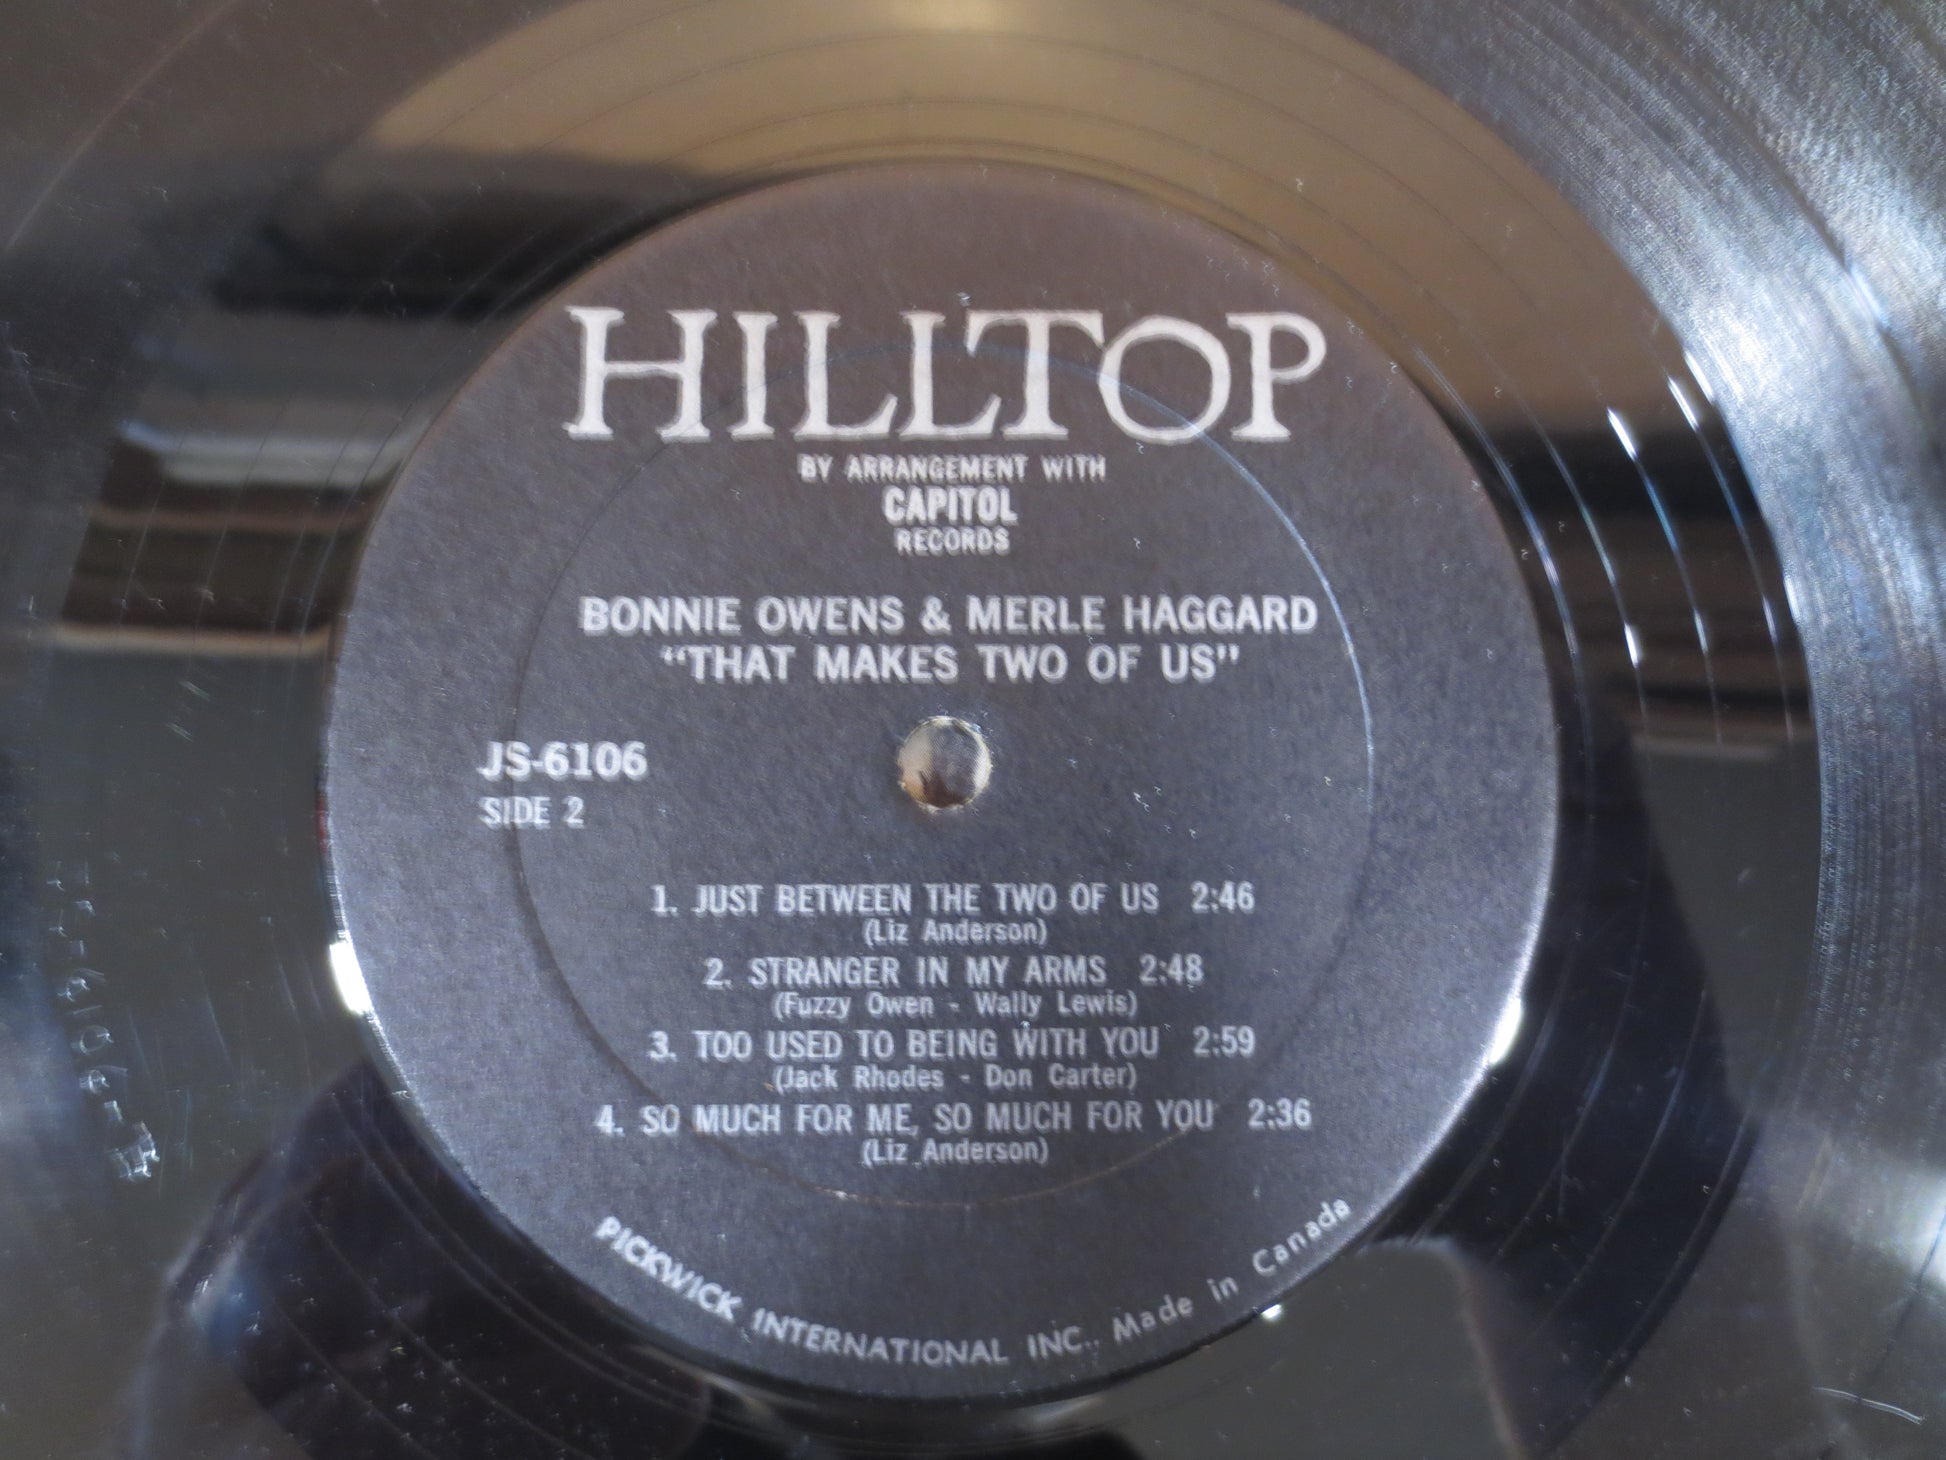 HILLTOP
BY ARRANGEMENT WITH
CAPITOL
RECORDS
BONNIE OWENS & MERLE HAGGARD
"THAT MAKES TWO OF US"
JS-6106
SIDE 2
1. JUST BETWEEN THE TWO OF US 2:46
(Liz Anderson)
2. STRANGER IN MY ARMS 2:48
(Fuzzy Owen - Wally Lewis)
3. TOO USED TO BEING WITH YOU 2:59
(Jack Rhodes - Don Carter)
4. SO MUCH FOR ME, SO MUCH FOR YOU 2:36
(Liz Anderson)
PICKWICK INTERNATIONAL INC., Made in Canada